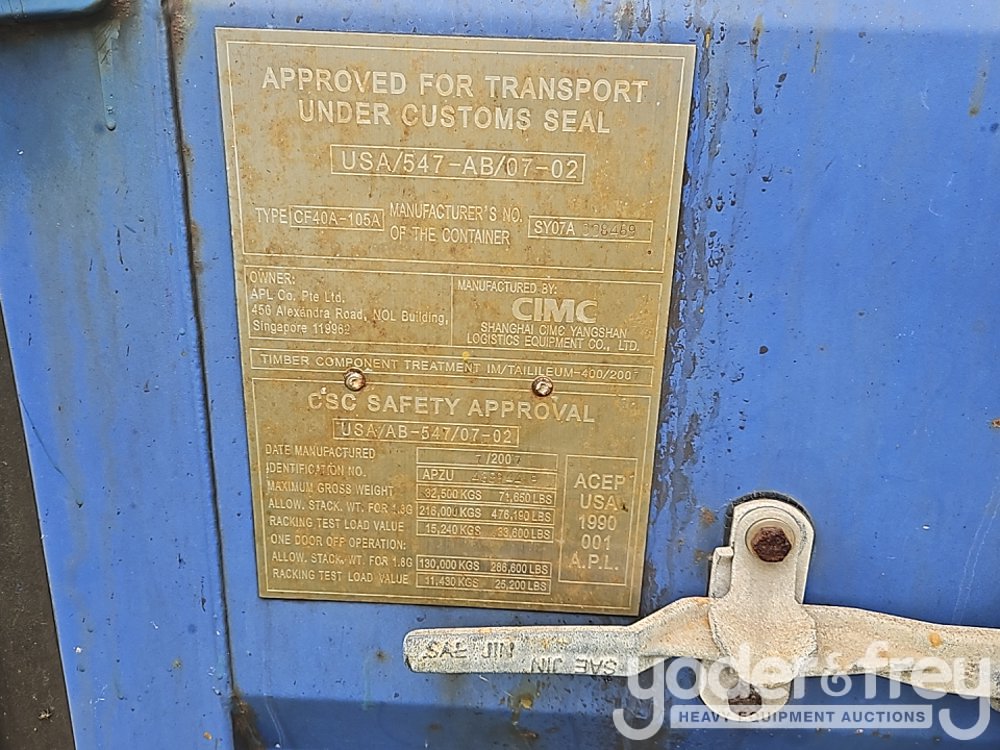 APPROVED FOR TRANSPORT
UNDER CUSTOMS SEAL
USA/547-AB/07-02
TYPE CF40A-105A
MANUFACTURER'S NO.
OF THE CONTAINER
SY07A
OWNER:
APL Co. Pte Ltd.
450 Alexandra Road, NOL Building,
Singapore 119962
MANUFACTURED BY:
CIMC
SHANGHAI CIMC YANGSHAN
LOGISTICS EQUIPMENT CO., LTD.
TIMBER COMPONENT TREATMENT IM/TAILILEUM-400/2007
CSC SAFETY APPROVAL
USA/AB-547/07-02
DATE MANUFACTURED 7/2007
IDENTIFICATION NO. APZU
MAXIMUM GROSS WEIGHT 32,500 KGS 71,650 LBS
ALLOW. STACK. WT. FOR 1.8G 216,000 KGS 476,190 LBS
RACKING TEST LOAD VALUE 15,240 KGS 33,600 LBS
ONE DOOR OFF OPERATION:
ALLOW. STACK. WT. FOR 1.8G 130,000 KGS 286,600 LBS
RACKING TEST LOAD VALUE 11,430 KGS 25,200 LBS
ACEP
USA
1990
001
A.P.L.
SAE JIN
SAE JIN
yoder&frey
HEAVY EQUIPMENT AUCTIONS